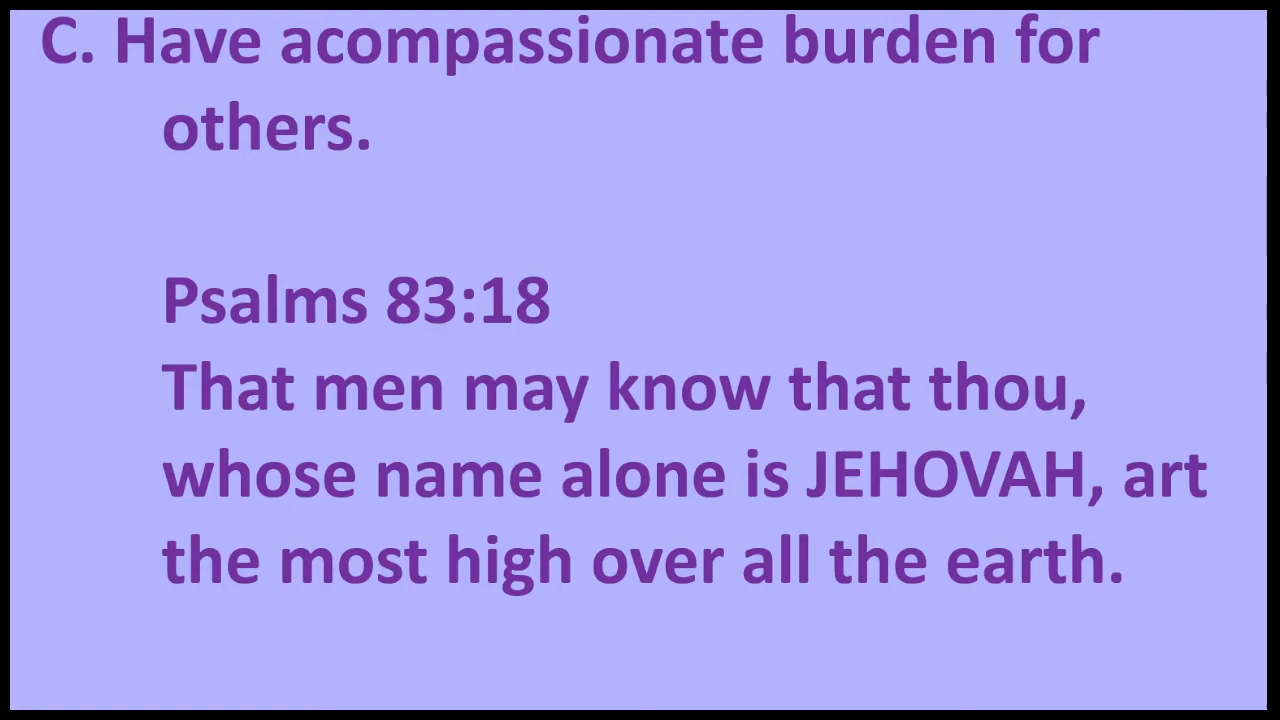 C. Have acompassionate burden for
others.
Psalms 83:18
That men may know that thou,
whose name alone is JEHOVAH, art
the most high over all the earth.